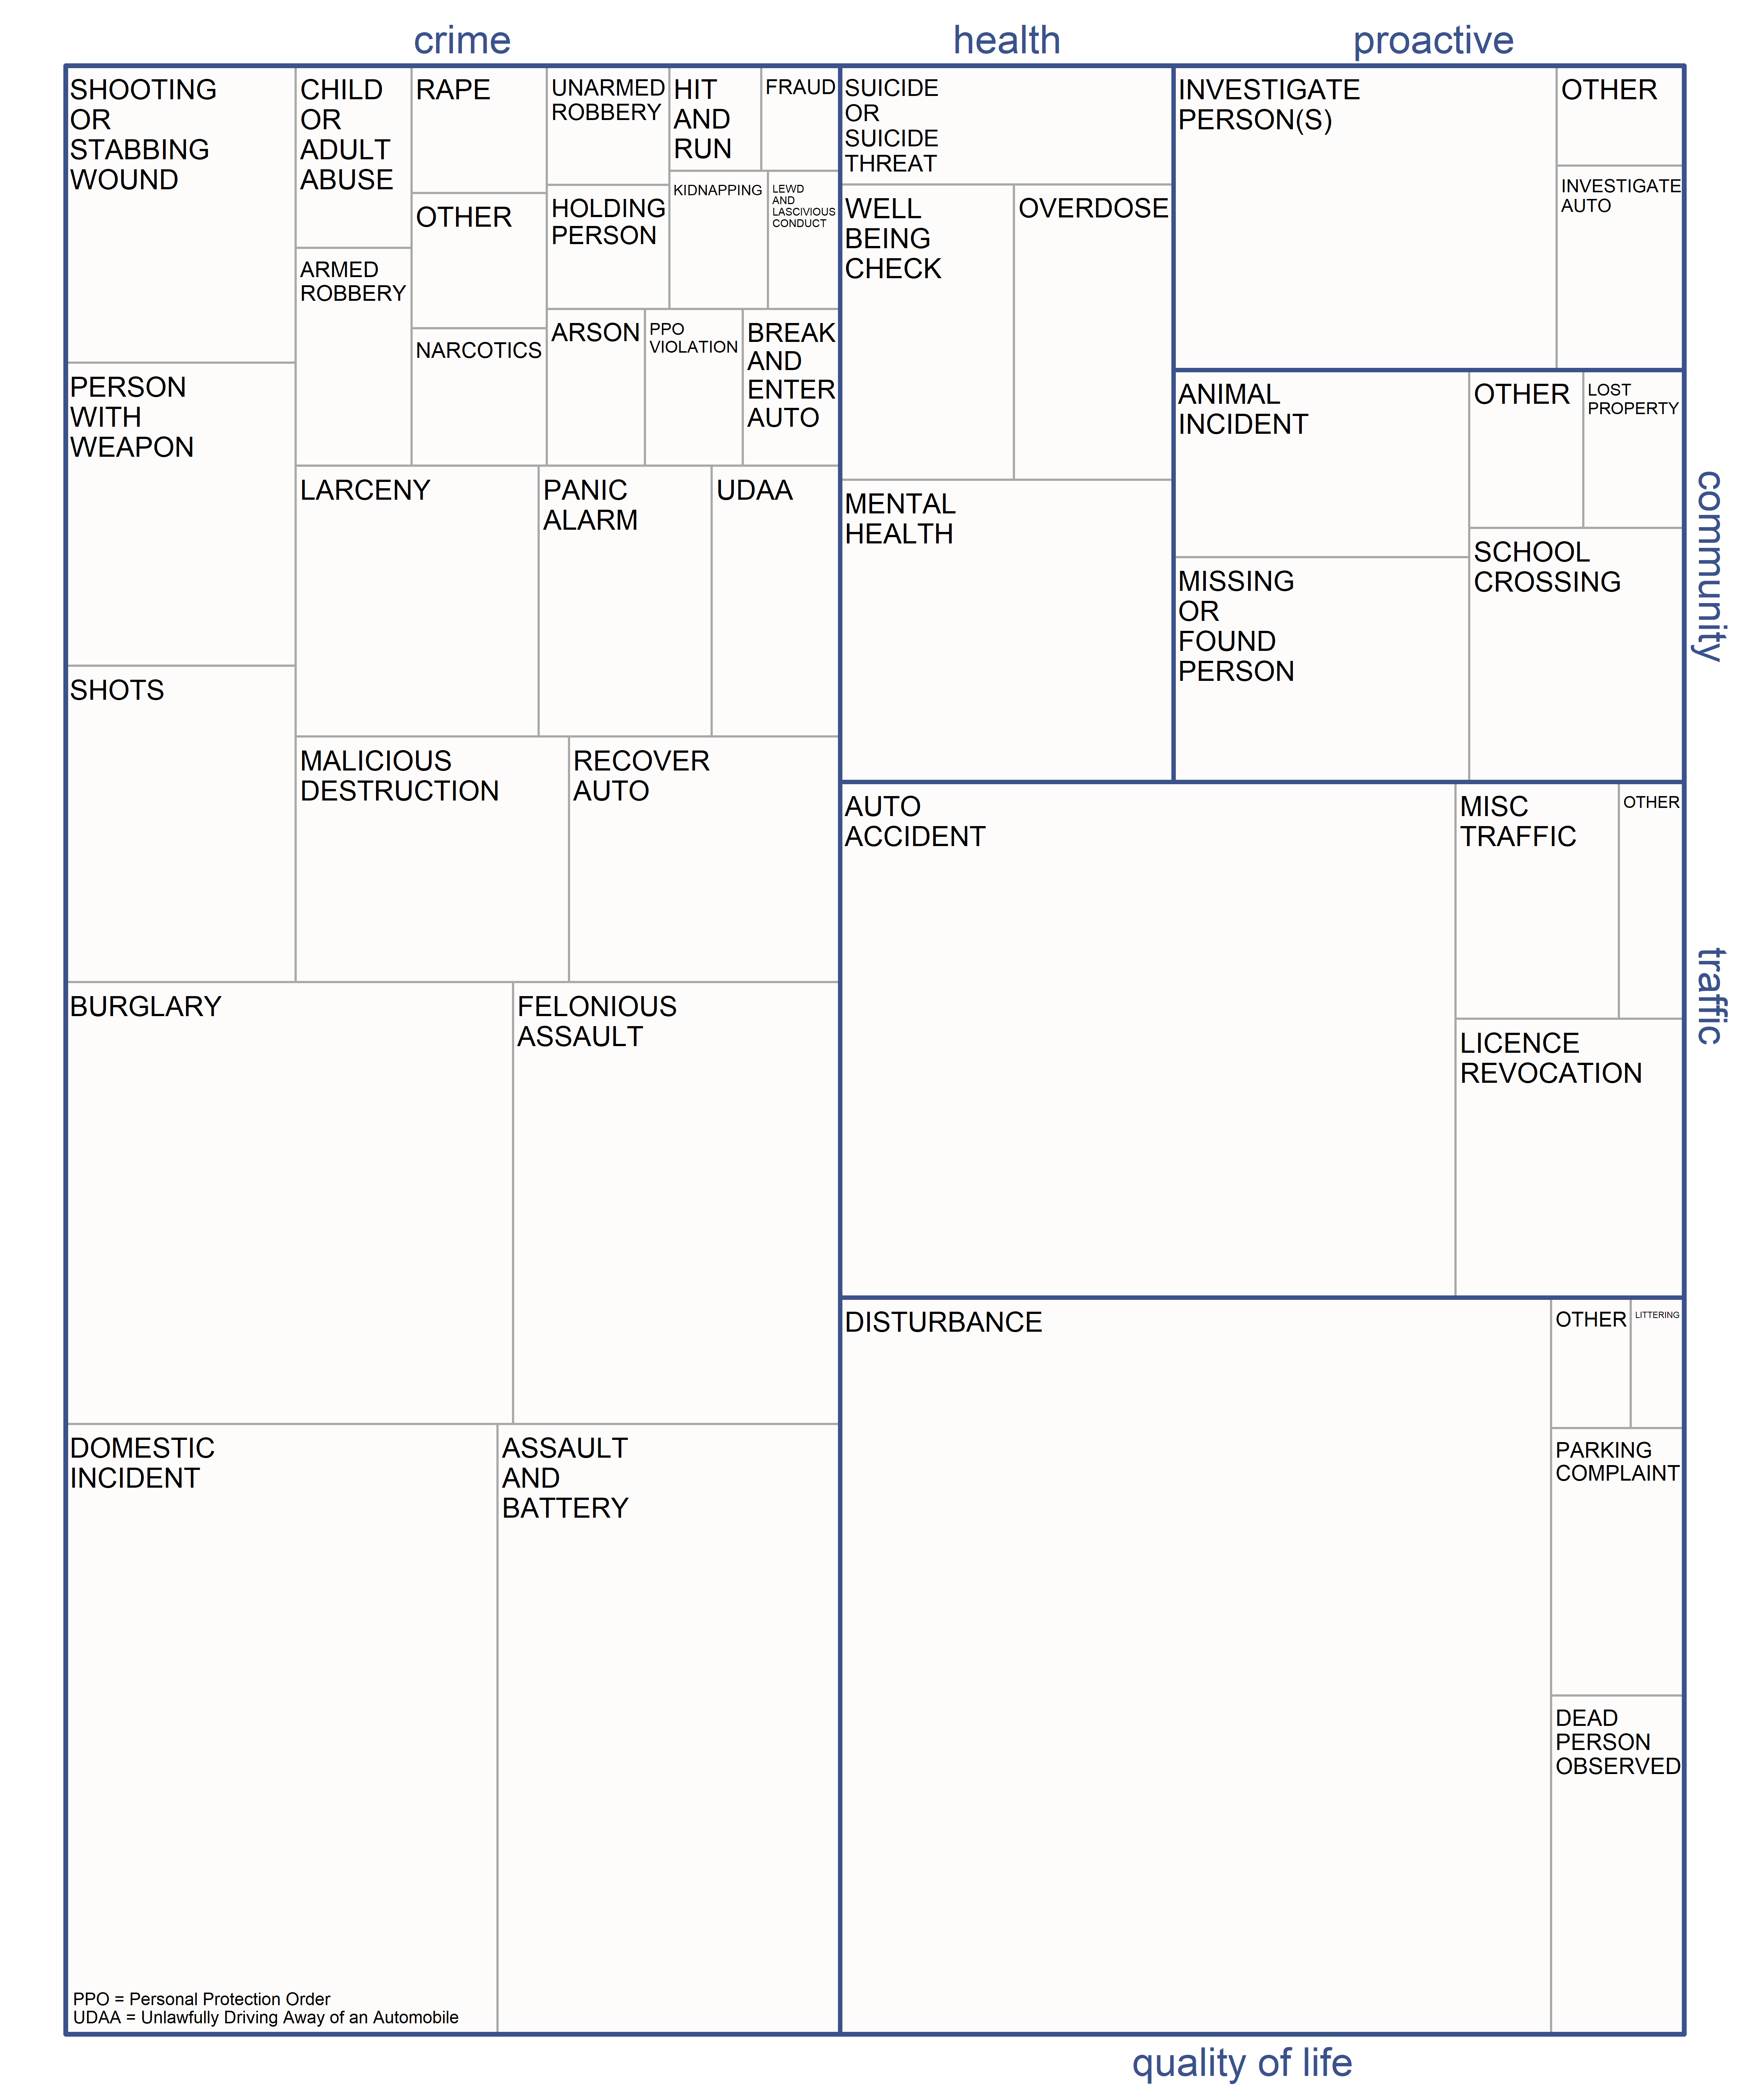 crime
health
proactive
SHOOTING
OR
STABBING
WOUND
CHILD
OR
ADULT
ABUSE
RAPE
UNARMED
ROBBERY
HIT
AND
RUN
FRAUD
KIDNAPPING
LEWD
AND
LASCIVIOUS
CONDUCT
OTHER
HOLDING
PERSON
ARMED
ROBBERY
NARCOTICS
ARSON
PPO
VIOLATION
BREAK
AND
ENTER
AUTO
PERSON
WITH
WEAPON
LARCENY
PANIC
ALARM
UDAA
SHOTS
MALICIOUS
DESTRUCTION
RECOVER
AUTO
BURGLARY
FELONIOUS
ASSAULT
DOMESTIC
INCIDENT
ASSAULT
AND
BATTERY
PPO = Personal Protection Order
UDAA = Unlawfully Driving Away of an Automobile
SUICIDE
OR
SUICIDE
THREAT
WELL
BEING
CHECK
OVERDOSE
MENTAL
HEALTH
INVESTIGATE
PERSON(S)
OTHER
INVESTIGATE
AUTO
ANIMAL
INCIDENT
OTHER
LOST
PROPERTY
MISSING
OR
FOUND
PERSON
SCHOOL
CROSSING
community
AUTO
ACCIDENT
MISC
TRAFFIC
OTHER
LICENCE
REVOCATION
traffic
DISTURBANCE
OTHER
LITTERING
PARKING
COMPLAINT
DEAD
PERSON
OBSERVED
quality of life